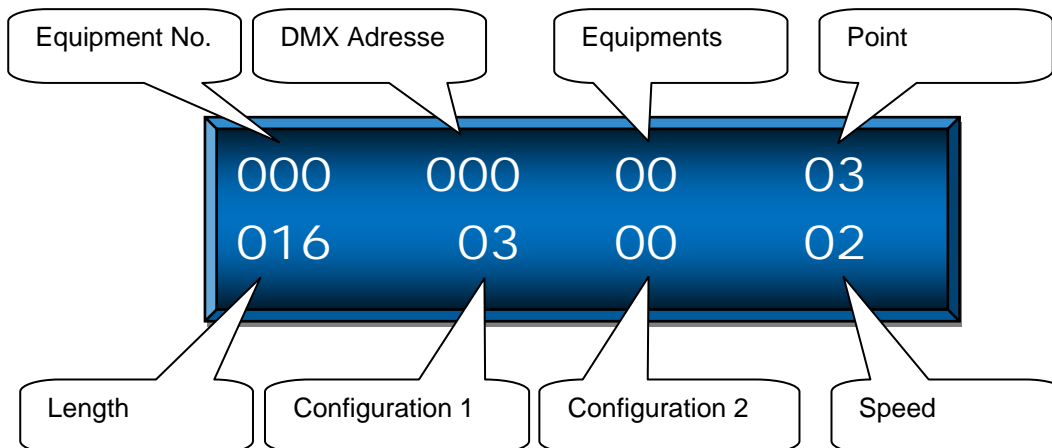 Equipment No. DMX Adresse Equipments Point
000 000 00 03
016 03 00 02
Length Configuration 1 Configuration 2 Speed